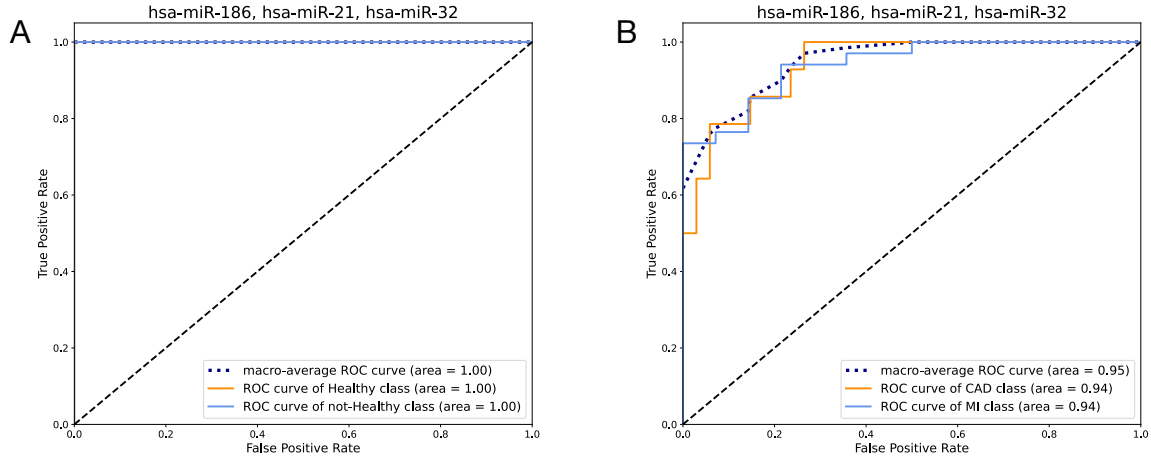 A
hsa-miR-186, hsa-miR-21, hsa-miR-32
True Positive Rate
1.0
0.8
0.6
0.4
0.2
0.0
0.0 0.2 0.4 0.6 0.8 1.0
False Positive Rate
macro-average ROC curve (area = 1.00)
ROC curve of Healthy class (area = 1.00)
ROC curve of not-Healthy class (area = 1.00)
B
hsa-miR-186, hsa-miR-21, hsa-miR-32
True Positive Rate
1.0
0.8
0.6
0.4
0.2
0.0
0.0 0.2 0.4 0.6 0.8 1.0
False Positive Rate
macro-average ROC curve (area = 0.95)
ROC curve of CAD class (area = 0.94)
ROC curve of MI class (area = 0.94)